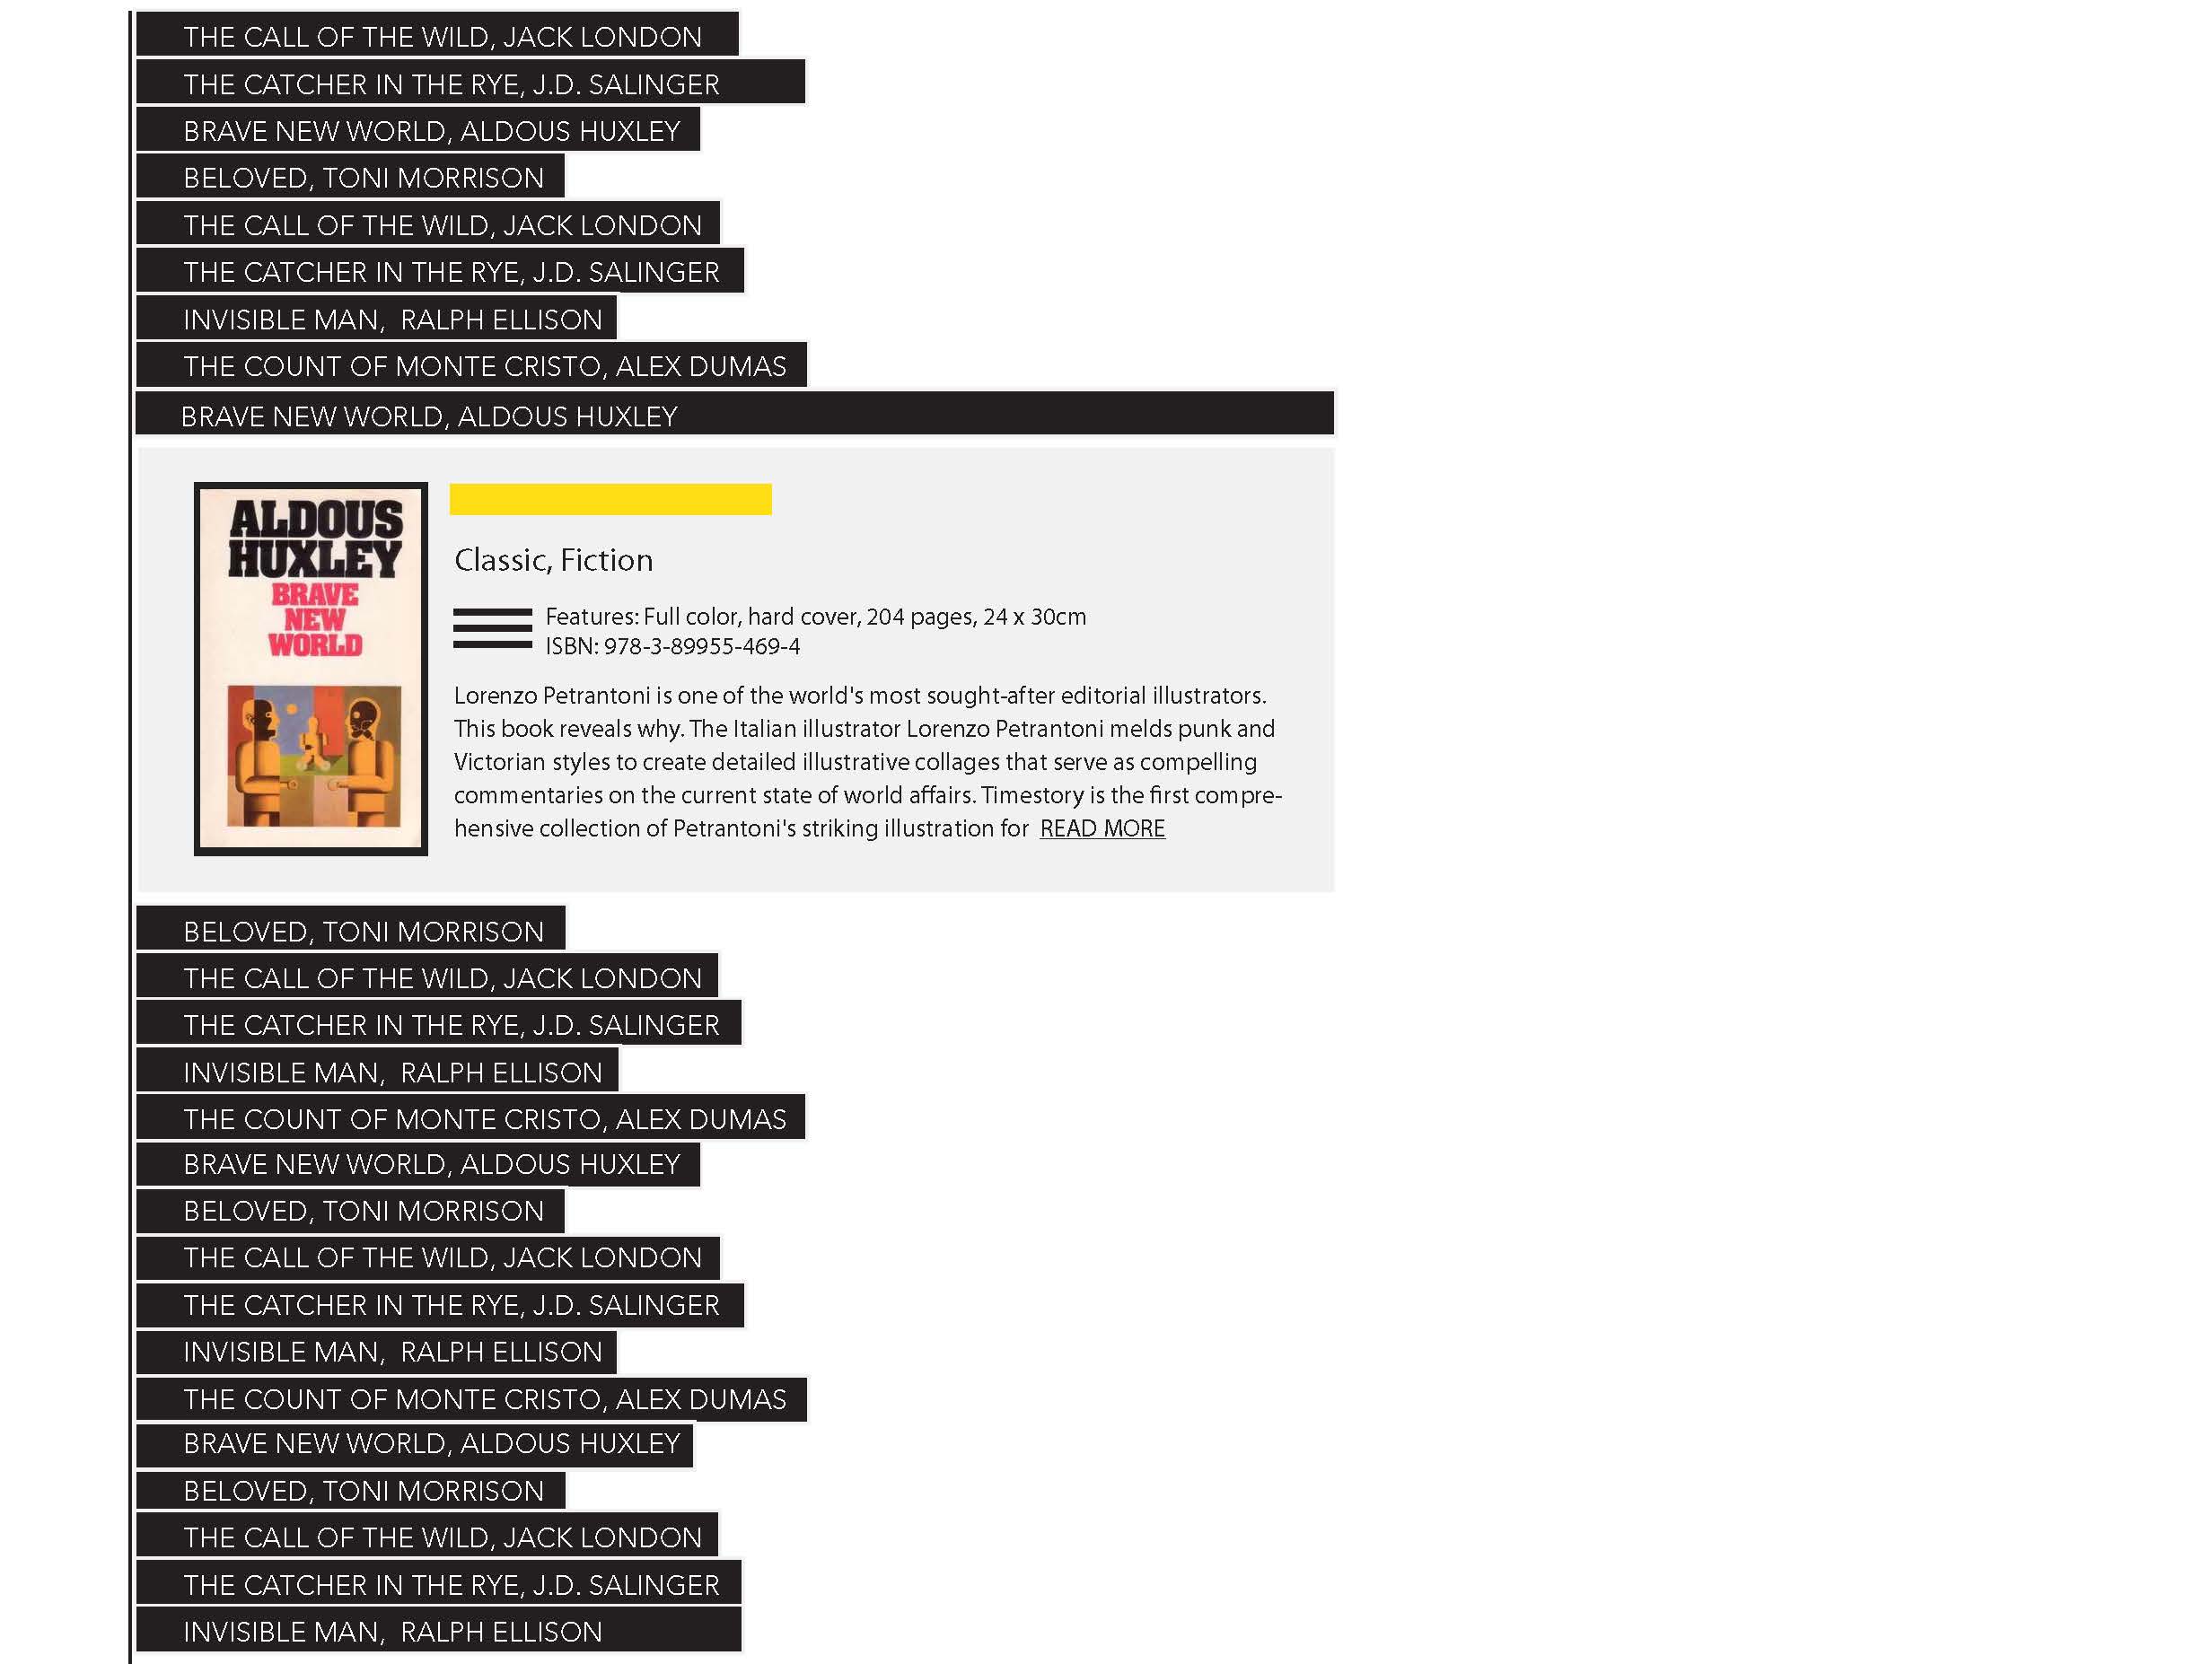 THE CALL OF THE WILD, JACK LONDON
THE CATCHER IN THE RYE, J.D. SALINGER
BRAVE NEW WORLD, ALDOUS HUXLEY
BELOVED, TONI MORRISON
THE CALL OF THE WILD, JACK LONDON
THE CATCHER IN THE RYE, J.D. SALINGER
INVISIBLE MAN,  RALPH ELLISON
THE COUNT OF MONTE CRISTO, ALEX DUMAS
BRAVE NEW WORLD, ALDOUS HUXLEY
ALDOUS
HUXLEY
BRAVE
NEW
WORLD
Classic, Fiction
Features: Full color, hard cover, 204 pages, 24 x 30cm
ISBN: 978-3-89955-469-4
Lorenzo Petrantoni is one of the world's most sought-after editorial illustrators.
This book reveals why. The Italian illustrator Lorenzo Petrantoni melds punk and
Victorian styles to create detailed illustrative collages that serve as compelling
commentaries on the current state of world affairs. Timestory is the first compre-
hensive collection of Petrantoni's striking illustration for  READ MORE
BELOVED, TONI MORRISON
THE CALL OF THE WILD, JACK LONDON
THE CATCHER IN THE RYE, J.D. SALINGER
INVISIBLE MAN,  RALPH ELLISON
THE COUNT OF MONTE CRISTO, ALEX DUMAS
BRAVE NEW WORLD, ALDOUS HUXLEY
BELOVED, TONI MORRISON
THE CALL OF THE WILD, JACK LONDON
THE CATCHER IN THE RYE, J.D. SALINGER
INVISIBLE MAN,  RALPH ELLISON
THE COUNT OF MONTE CRISTO, ALEX DUMAS
BRAVE NEW WORLD, ALDOUS HUXLEY
BELOVED, TONI MORRISON
THE CALL OF THE WILD, JACK LONDON
THE CATCHER IN THE RYE, J.D. SALINGER
INVISIBLE MAN,  RALPH ELLISON